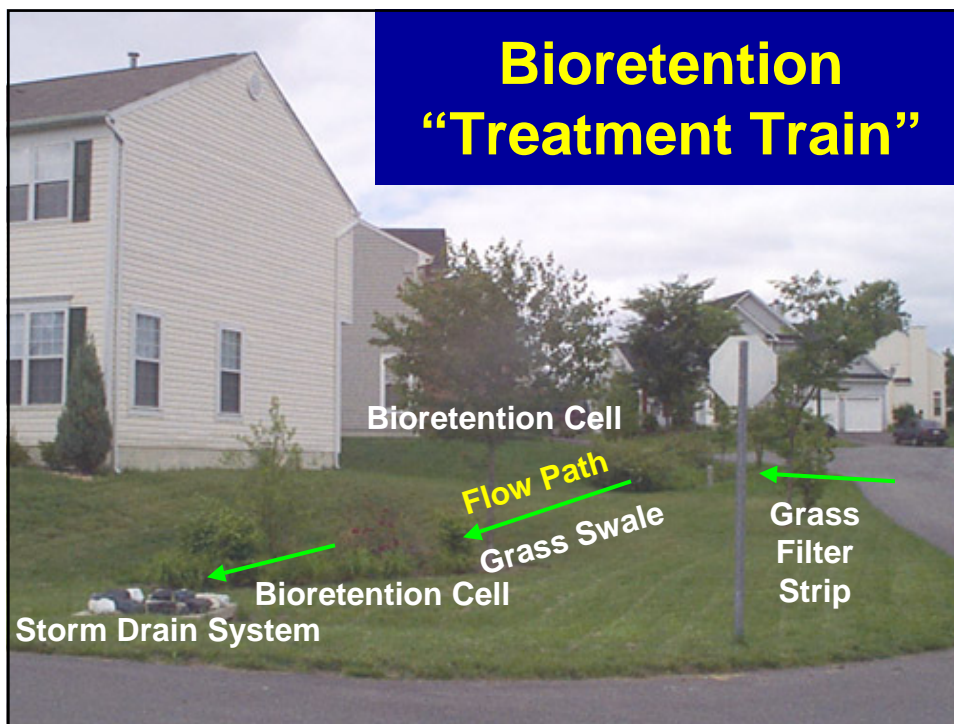 Bioretention
“Treatment Train”
Bioretention Cell
Flow Path
Grass Swale
Grass
Filter
Strip
Bioretention Cell
Storm Drain System